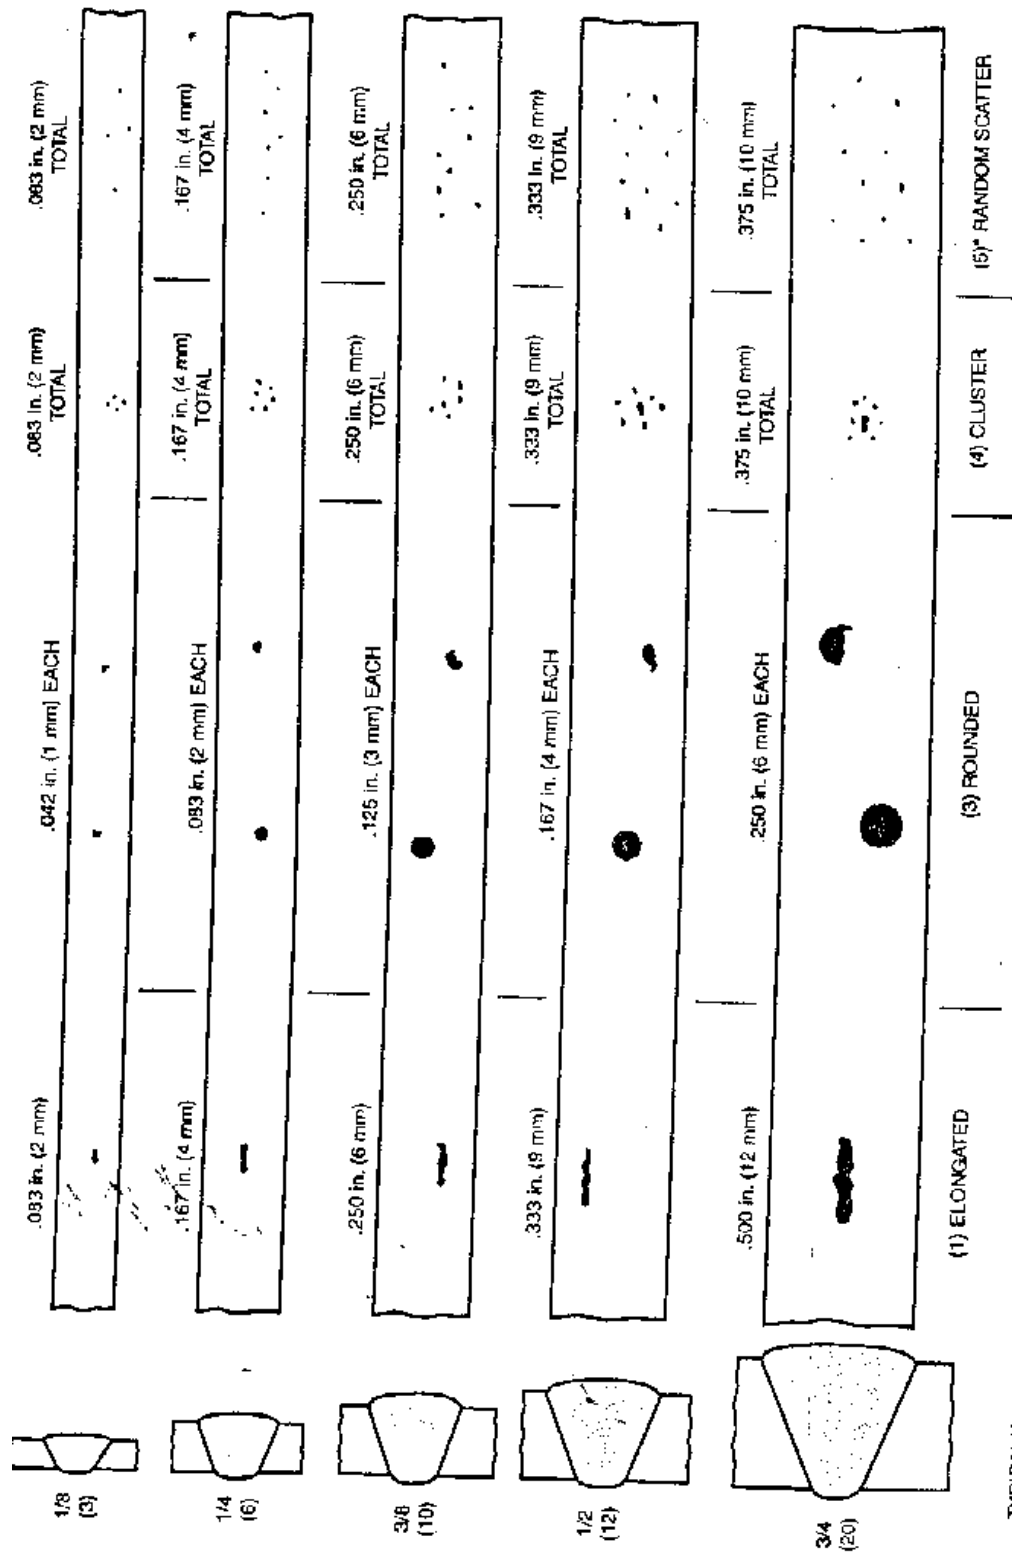 1/8
(3)
.083 in. (2 mm)
.042 in. (1 mm) EACH
.083 in. (2 mm)
TOTAL
.083 in. (2 mm)
TOTAL
1/4
(6)
.167 in. (4 mm)
.083 in. (2 mm) EACH
.167 in. (4 mm)
TOTAL
.167 in. (4 mm)
TOTAL
3/8
(10)
.250 in. (6 mm)
.125 in. (3 mm) EACH
.250 in. (6 mm)
TOTAL
.250 in. (6 mm)
TOTAL
1/2
(12)
.333 in. (9 mm)
.167 in. (4 mm) EACH
.333 in. (9 mm)
TOTAL
.333 in. (9 mm)
TOTAL
3/4
(20)
.500 in. (12 mm)
.250 in. (6 mm) EACH
.375 in. (10 mm)
TOTAL
.375 in. (10 mm)
TOTAL
(1) ELONGATED
(3) ROUNDED
(4) CLUSTER
(5)* RANDOM SCATTER